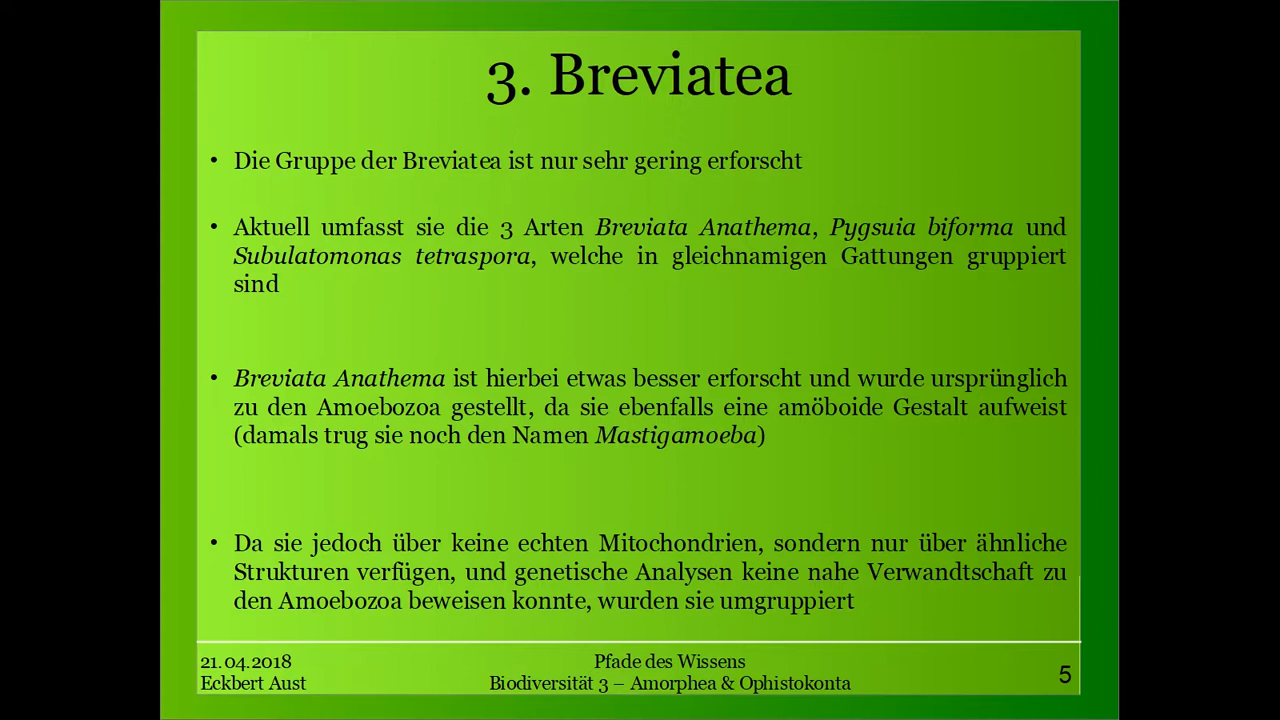 3. Breviatea
• Die Gruppe der Breviatea ist nur sehr gering erforscht
• Aktuell umfasst sie die 3 Arten Breviata Anathema, Pygsuia biforma und
Subulatomonas tetraspora, welche in gleichnamigen Gattungen gruppiert
sind
• Breviata Anathema ist hierbei etwas besser erforscht und wurde ursprünglich
zu den Amoebozoa gestellt, da sie ebenfalls eine amöboide Gestalt aufweist
(damals trug sie noch den Namen Mastigamoeba)
• Da sie jedoch über keine echten Mitochondrien, sondern nur über ähnliche
Strukturen verfügen, und genetische Analysen keine nahe Verwandtschaft zu
den Amoebozoa beweisen konnte, wurden sie umgruppiert
21.04.2018
Eckbert Aust
Pfade des Wissens
Biodiversität 3 – Amorphea & Ophistokonta
5